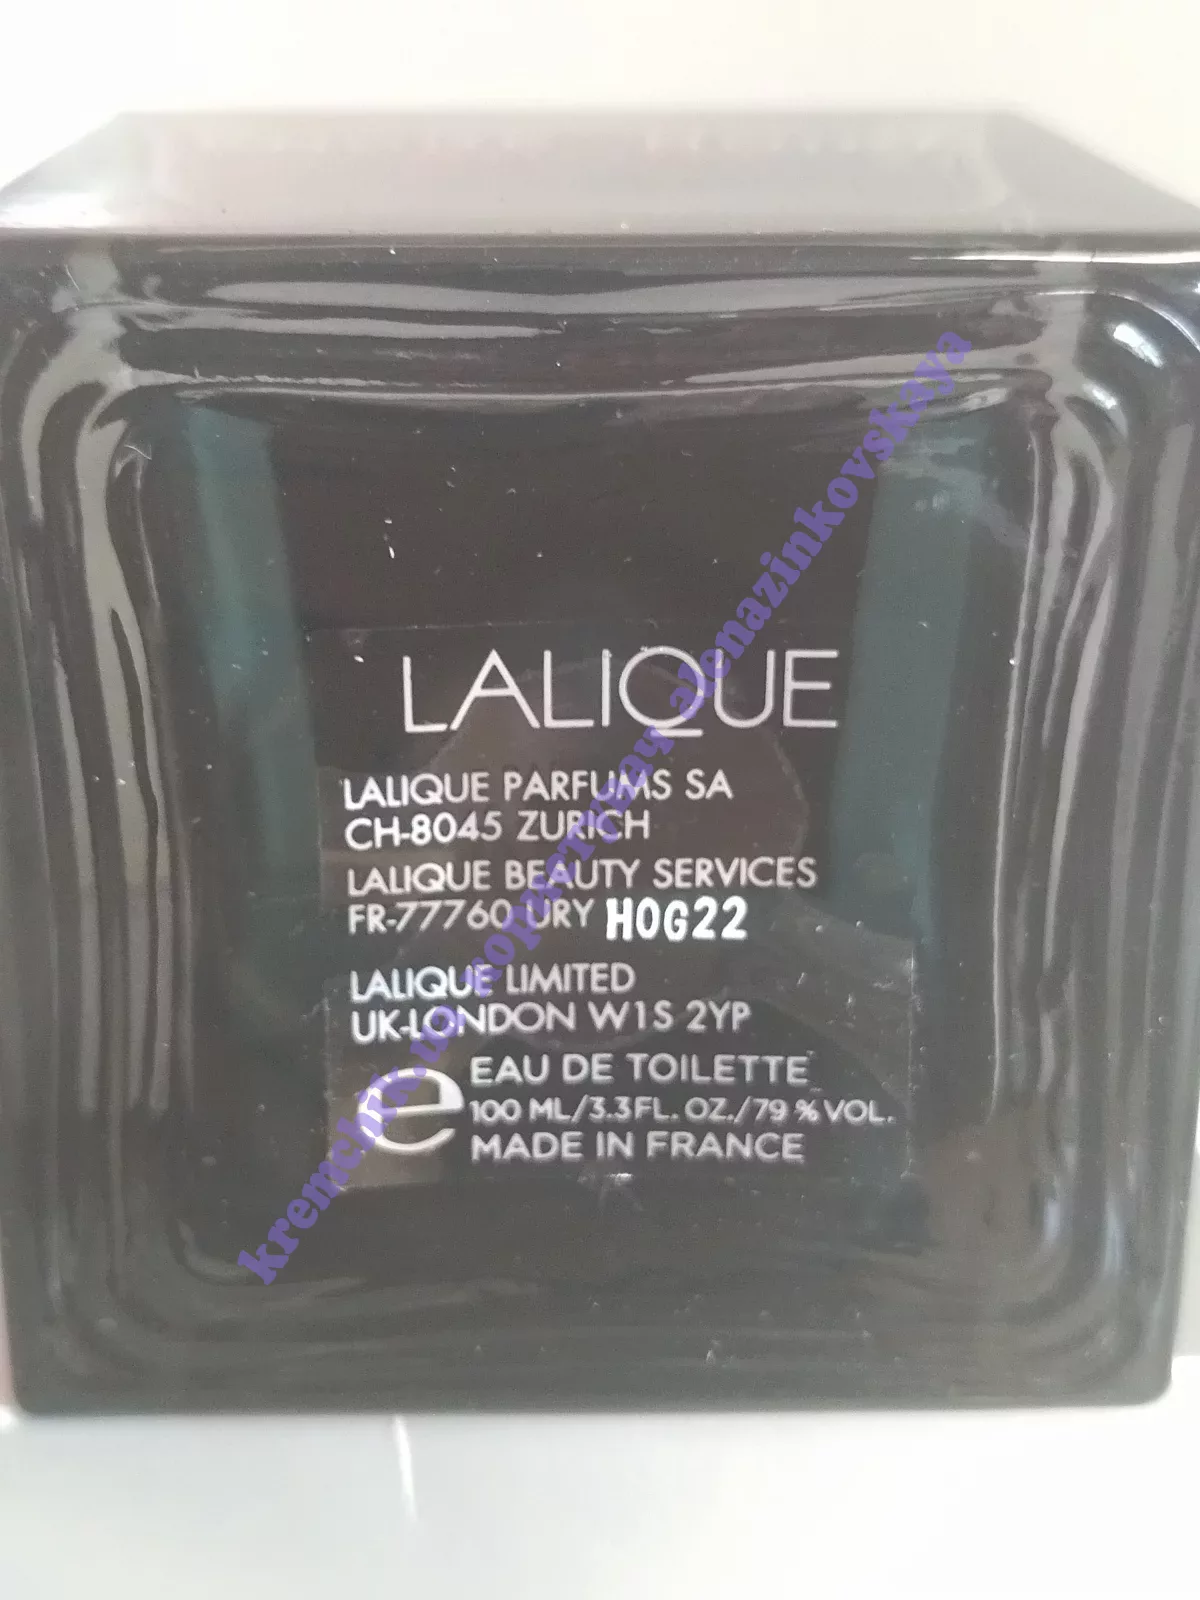 LALIQUE
LALIQUE PARFUMS SA
CH-8045 ZURICH
LALIQUE BEAUTY SERVICES
FR-77760 URY H0G22
LALIQUE LIMITED
UK-LONDON W1S 2YP
e EAU DE TOILETTE
100 ML/3.3FL. OZ./79 % VOL.
MADE IN FRANCE
alenazinkovskaya